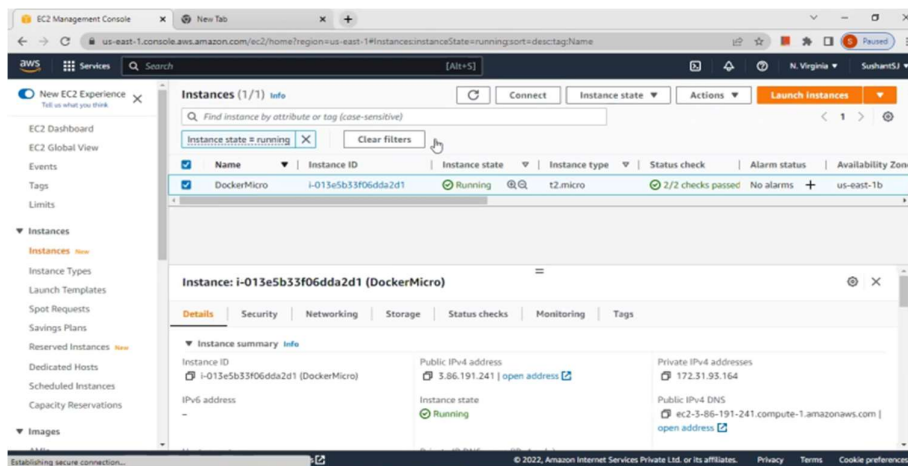 EC2 Management Console
New Tab
us-east-1.console.aws.amazon.com/ec2/home?region=us-east-1#Instances:instanceState=running;sort=desc:tag:Name
S Paused
aws Services Search [Alt+S] N. Virginia SushantSJ
New EC2 Experience
Tell us what you think
EC2 Dashboard
EC2 Global View
Events
Tags
Limits
Instances
Instances New
Instance Types
Launch Templates
Spot Requests
Savings Plans
Reserved Instances New
Dedicated Hosts
Scheduled Instances
Capacity Reservations
Images
Instances (1/1) Info
Connect Instance state Actions Launch instances
Find instance by attribute or tag (case-sensitive)
1
Instance state = running Clear filters
Name Instance ID Instance state Instance type Status check Alarm status Availability Zon
DockerMicro i-013e5b33f06dda2d1 Running t2.micro 2/2 checks passed No alarms + us-east-1b
Instance: i-013e5b33f06dda2d1 (DockerMicro)
Details Security Networking Storage Status checks Monitoring Tags
Instance summary Info
Instance ID Public IPv4 address Private IPv4 addresses
i-013e5b33f06dda2d1 (DockerMicro) 3.86.191.241 | open address 172.31.93.164
IPv6 address Instance state Public IPv4 DNS
– Running ec2-3-86-191-241.compute-1.amazonaws.com |
open address
Establishing secure connection...
© 2022, Amazon Internet Services Private Ltd. or its affiliates. Privacy Terms Cookie preferences